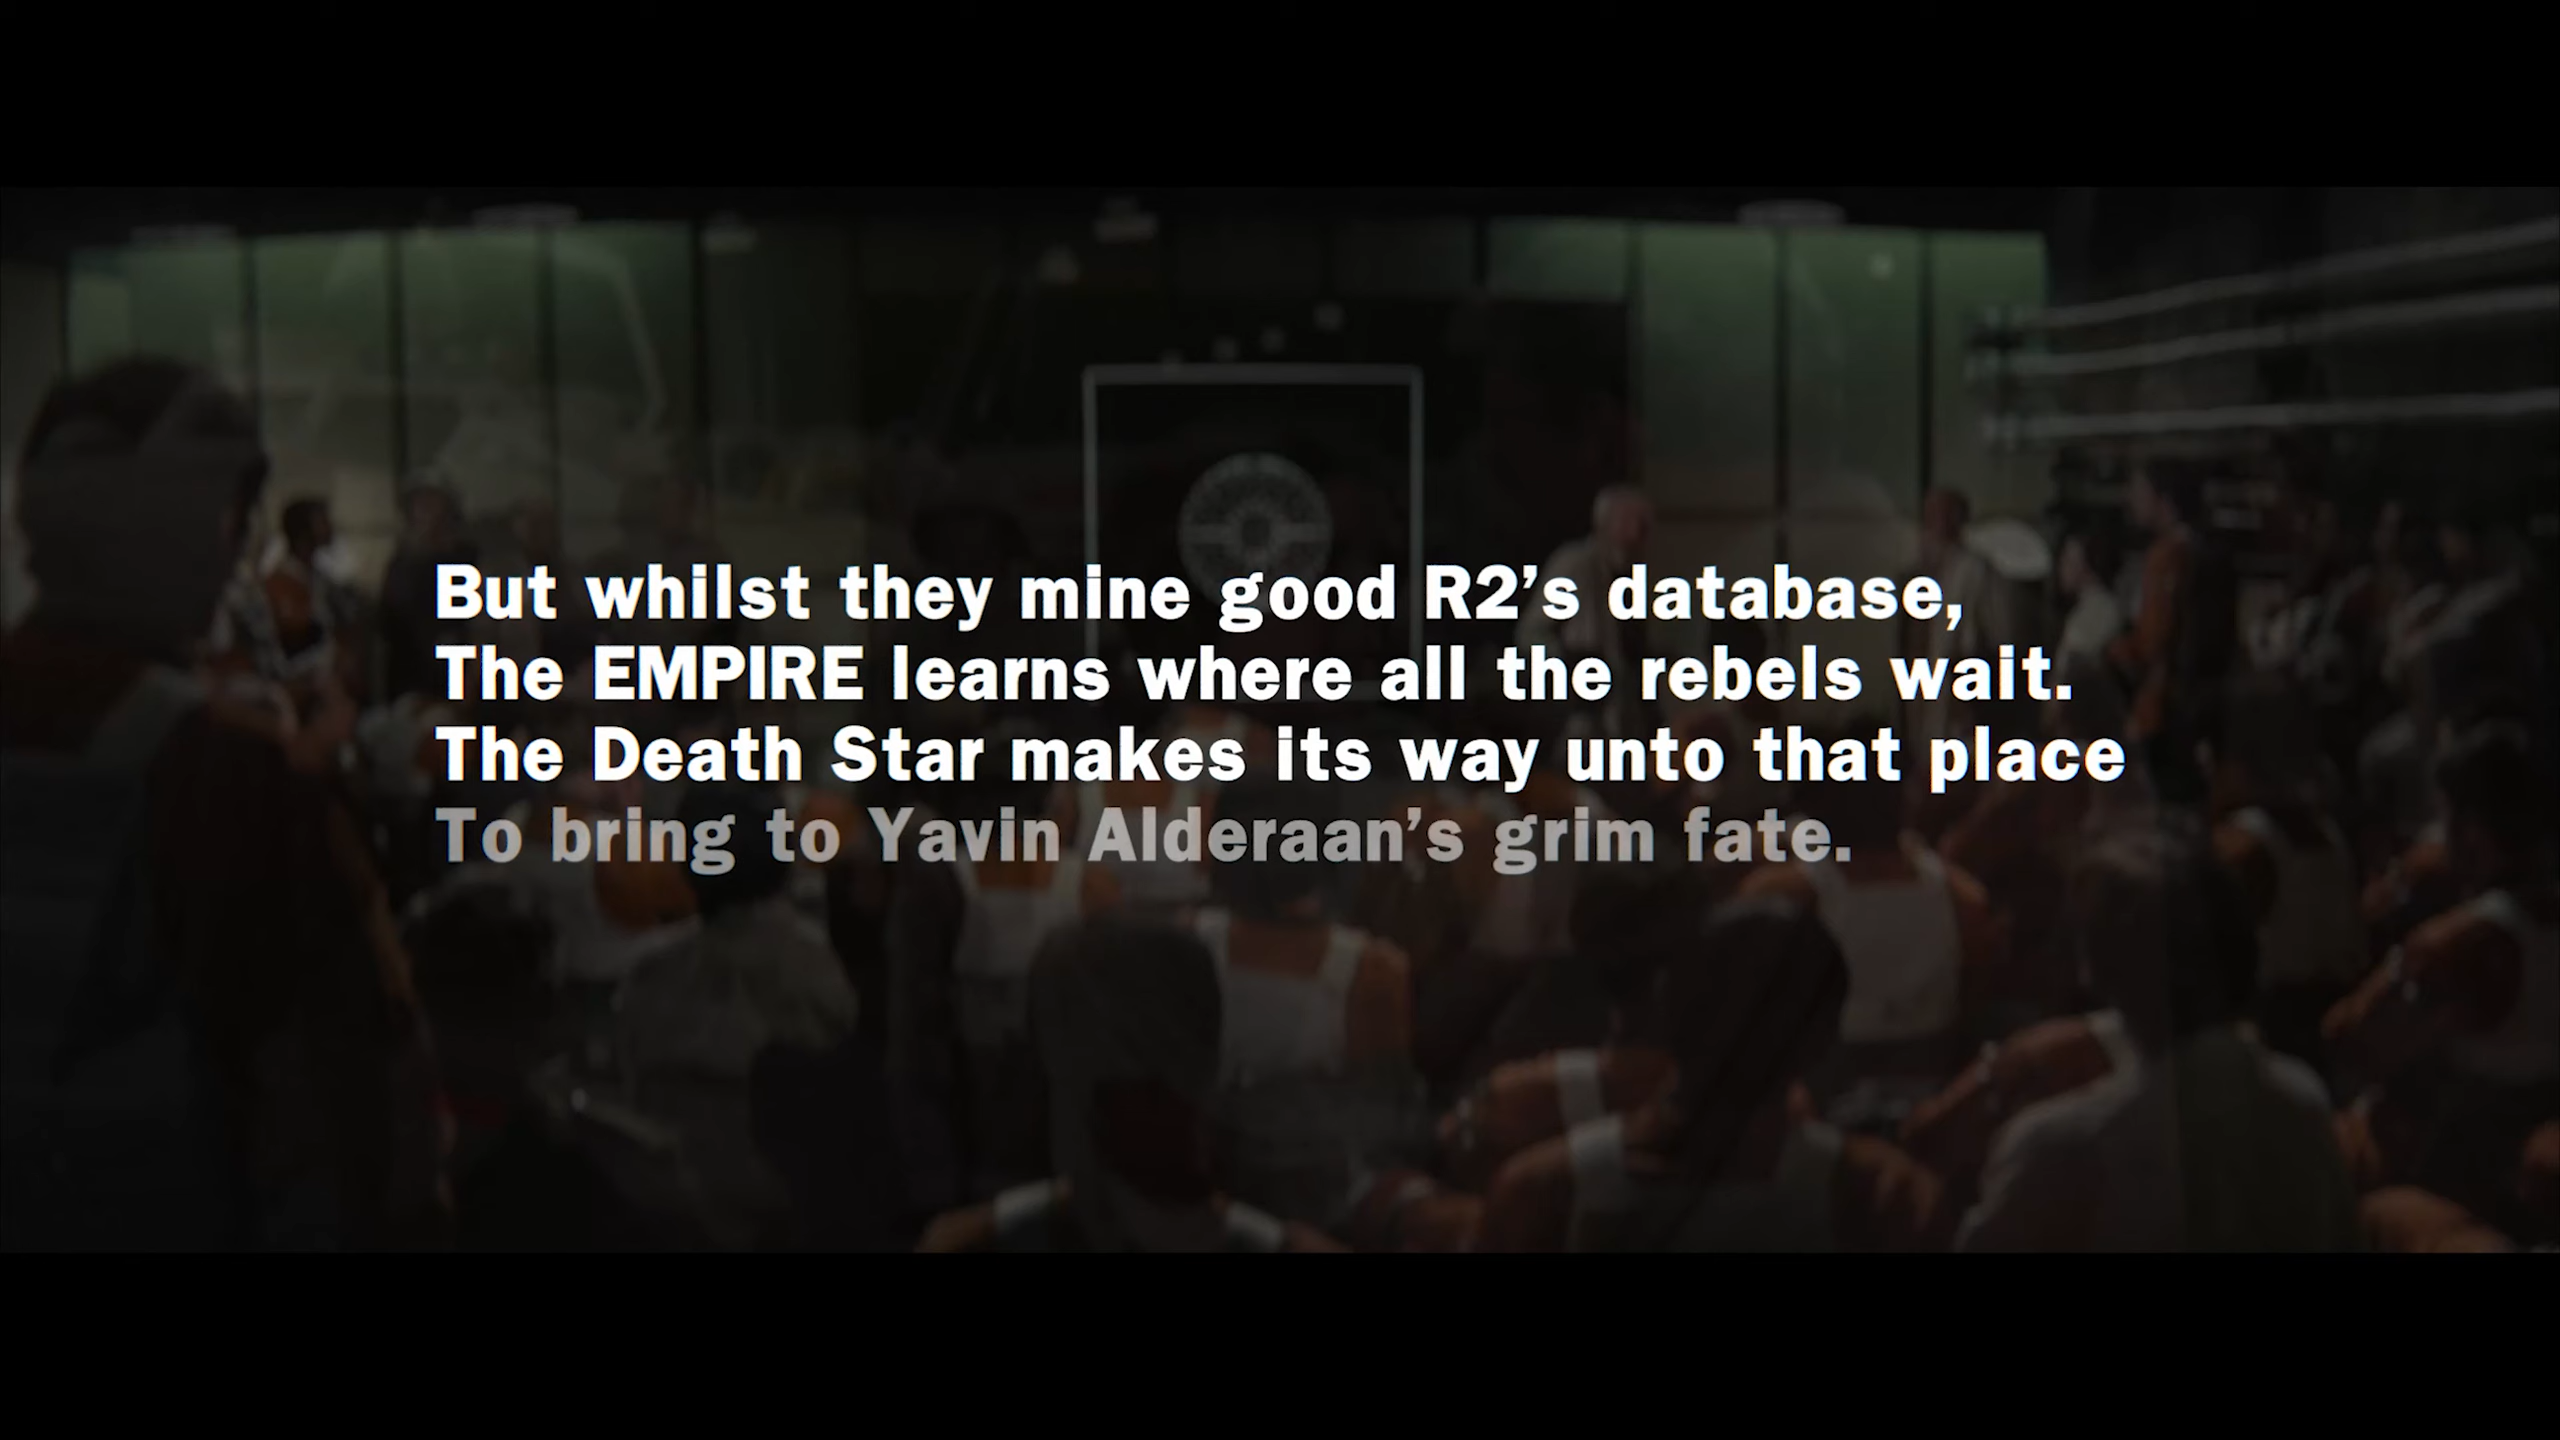 But whilst they mine good R2’s database,
The EMPIRE learns where all the rebels wait.
The Death Star makes its way unto that place
To bring to Yavin Alderaan’s grim fate.